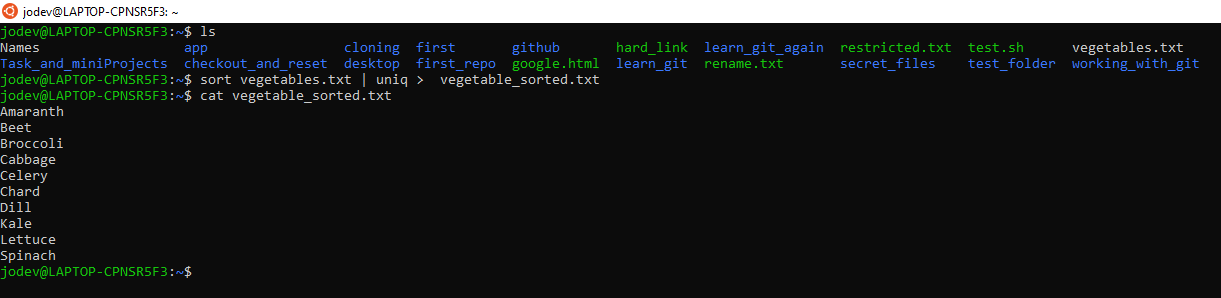 jodev@LAPTOP-CPNSR5F3: ~
jodev@LAPTOP-CPNSR5F3:~$ ls
Names app cloning first github hard_link learn_git_again restricted.txt test.sh vegetables.txt
Task_and_miniProjects checkout_and_reset desktop first_repo google.html learn_git rename.txt secret_files test_folder working_with_git
jodev@LAPTOP-CPNSR5F3:~$ sort vegetables.txt | uniq >  vegetable_sorted.txt
jodev@LAPTOP-CPNSR5F3:~$ cat vegetable_sorted.txt
Amaranth
Beet
Broccoli
Cabbage
Celery
Chard
Dill
Kale
Lettuce
Spinach
jodev@LAPTOP-CPNSR5F3:~$